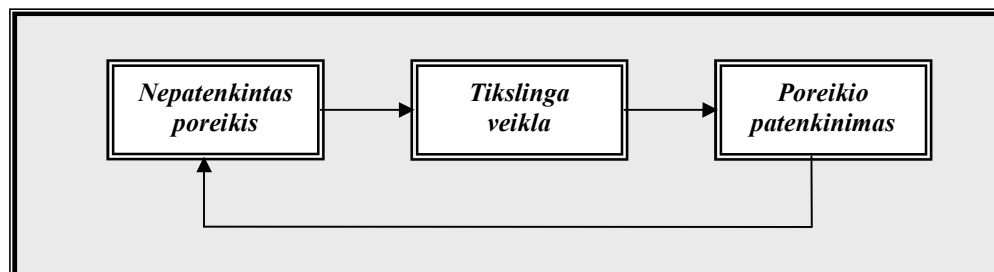 Nepatenkintas
poreikis
Tikslinga
veikla
Poreikio
patenkinimas